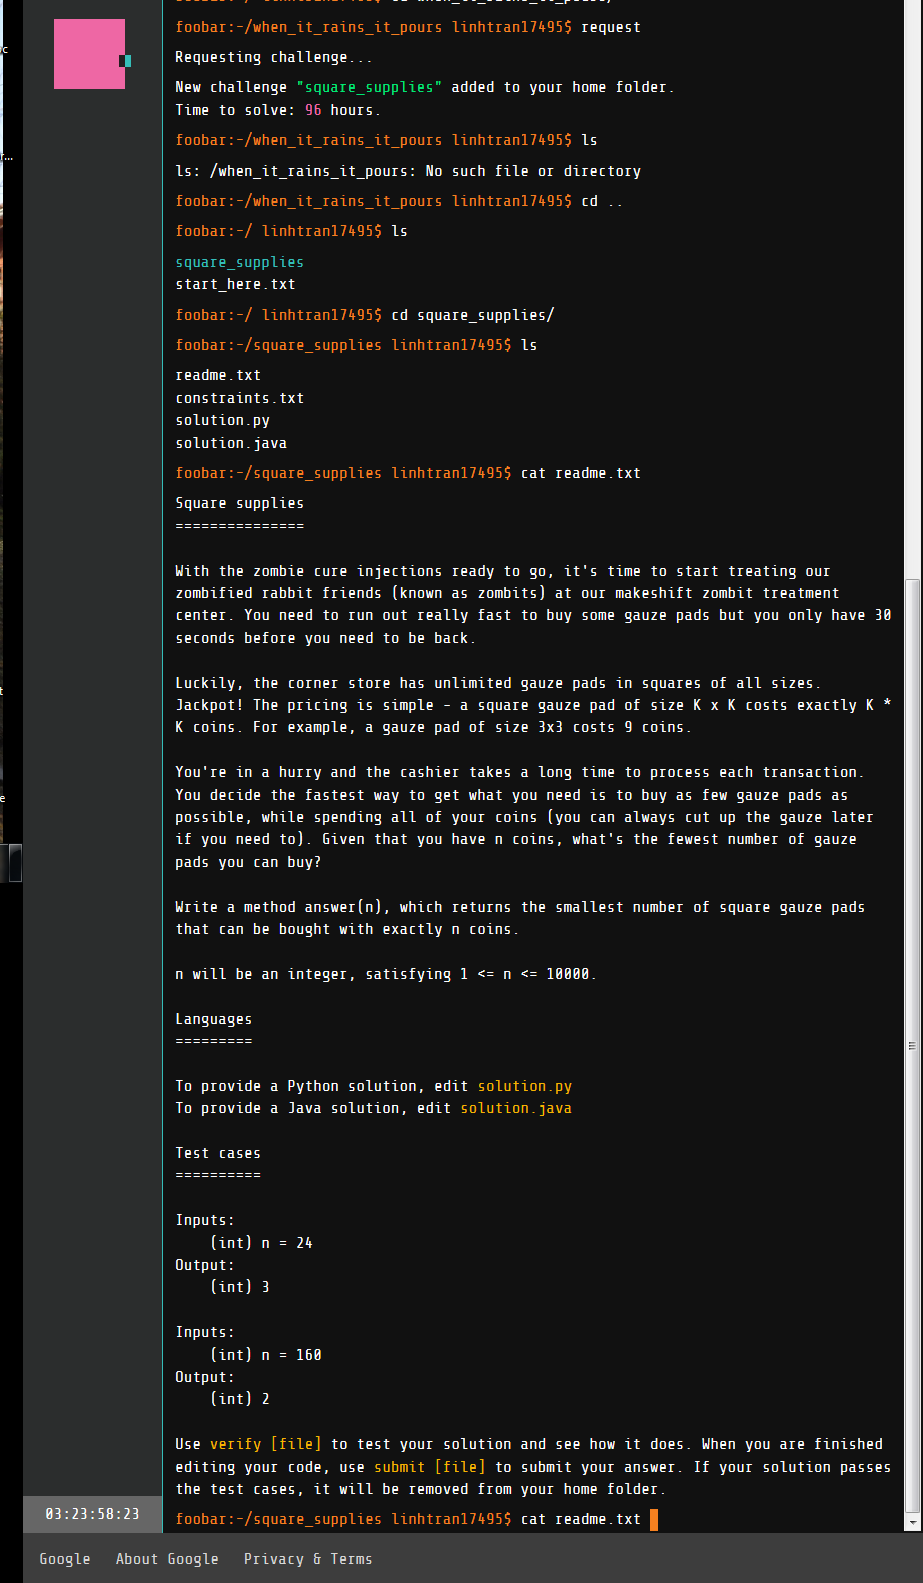 foobar:~/when_it_rains_it_pours linhtran17495$ request
Requesting challenge...
New challenge "square_supplies" added to your home folder.
Time to solve: 96 hours.
foobar:~/when_it_rains_it_pours linhtran17495$ ls
ls: /when_it_rains_it_pours: No such file or directory
foobar:~/when_it_rains_it_pours linhtran17495$ cd ..
foobar:~/ linhtran17495$ ls
square_supplies
start_here.txt
foobar:~/ linhtran17495$ cd square_supplies/
foobar:~/square_supplies linhtran17495$ ls
readme.txt
constraints.txt
solution.py
solution.java
foobar:~/square_supplies linhtran17495$ cat readme.txt
Square supplies
===============
With the zombie cure injections ready to go, it's time to start treating our
zombified rabbit friends (known as zombits) at our makeshift zombit treatment
center. You need to run out really fast to buy some gauze pads but you only have 30
seconds before you need to be back.
Luckily, the corner store has unlimited gauze pads in squares of all sizes.
Jackpot! The pricing is simple - a square gauze pad of size K x K costs exactly K *
K coins. For example, a gauze pad of size 3x3 costs 9 coins.
You're in a hurry and the cashier takes a long time to process each transaction.
You decide the fastest way to get what you need is to buy as few gauze pads as
possible, while spending all of your coins (you can always cut up the gauze later
if you need to). Given that you have n coins, what's the fewest number of gauze
pads you can buy?
Write a method answer(n), which returns the smallest number of square gauze pads
that can be bought with exactly n coins.
n will be an integer, satisfying 1 <= n <= 10000.
Languages
=========
To provide a Python solution, edit solution.py
To provide a Java solution, edit solution.java
Test cases
==========
Inputs:
    (int) n = 24
Output:
    (int) 3
Inputs:
    (int) n = 160
Output:
    (int) 2
Use verify [file] to test your solution and see how it does. When you are finished
editing your code, use submit [file] to submit your answer. If your solution passes
the test cases, it will be removed from your home folder.
foobar:~/square_supplies linhtran17495$ cat readme.txt
03:23:58:23
Google About Google Privacy & Terms